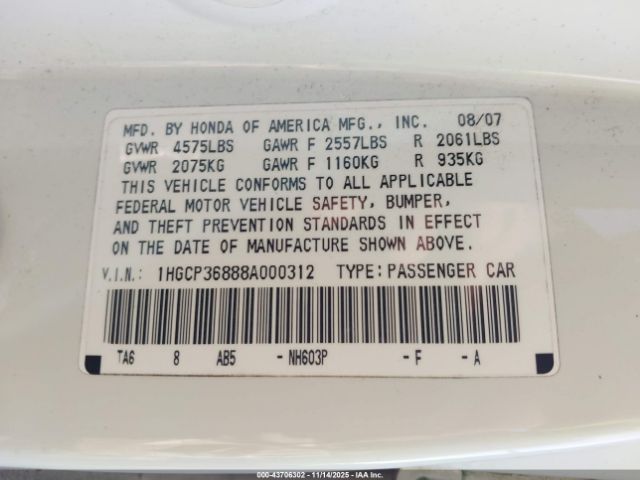 MFD. BY HONDA OF AMERICA MFG., INC. 08/07
GVWR 4575LBS GAWR F 2557LBS R 2061LBS
GVWR 2075KG GAWR F 1160KG R 935KG
THIS VEHICLE CONFORMS TO ALL APPLICABLE
FEDERAL MOTOR VEHICLE SAFETY, BUMPER,
AND THEFT PREVENTION STANDARDS IN EFFECT
ON THE DATE OF MANUFACTURE SHOWN ABOVE.
V.I.N.: 1HGCP36888A000312 TYPE: PASSENGER CAR
TA6 8 AB5 - NH603P - F - A
000-43706302 - 11/14/2025 - IAA Inc.